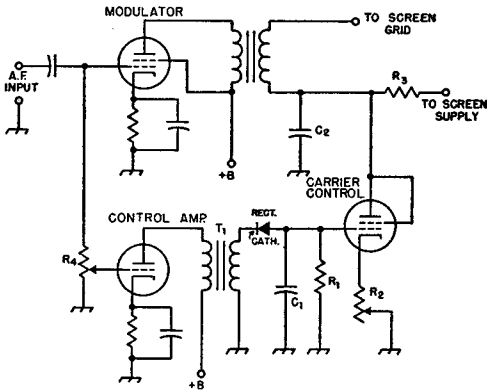 MODULATOR
TO SCREEN
GRID
A.F.
INPUT
R3
TO SCREEN
SUPPLY
C2
+B
CARRIER
CONTROL
CONTROL AMP.
T1
RECT.
CATH.
R4
C1
R1
R2
+B